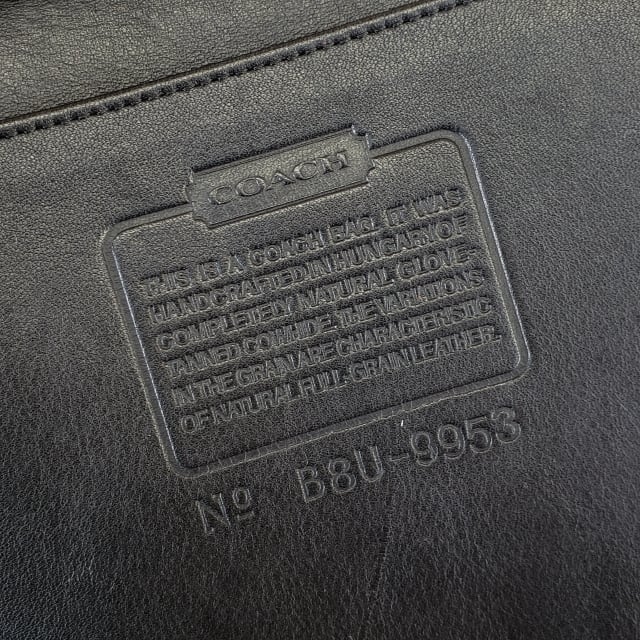 COACH
THIS IS A COACH BAG. IT WAS
HANDCRAFTED IN HUNGARY OF
COMPLETELY NATURAL GLOVE-
TANNED COWHIDE. THE VARIATIONS
IN THE GRAIN ARE CHARACTERISTIC
OF NATURAL FULL-GRAIN LEATHER.
Nº B8U-9953